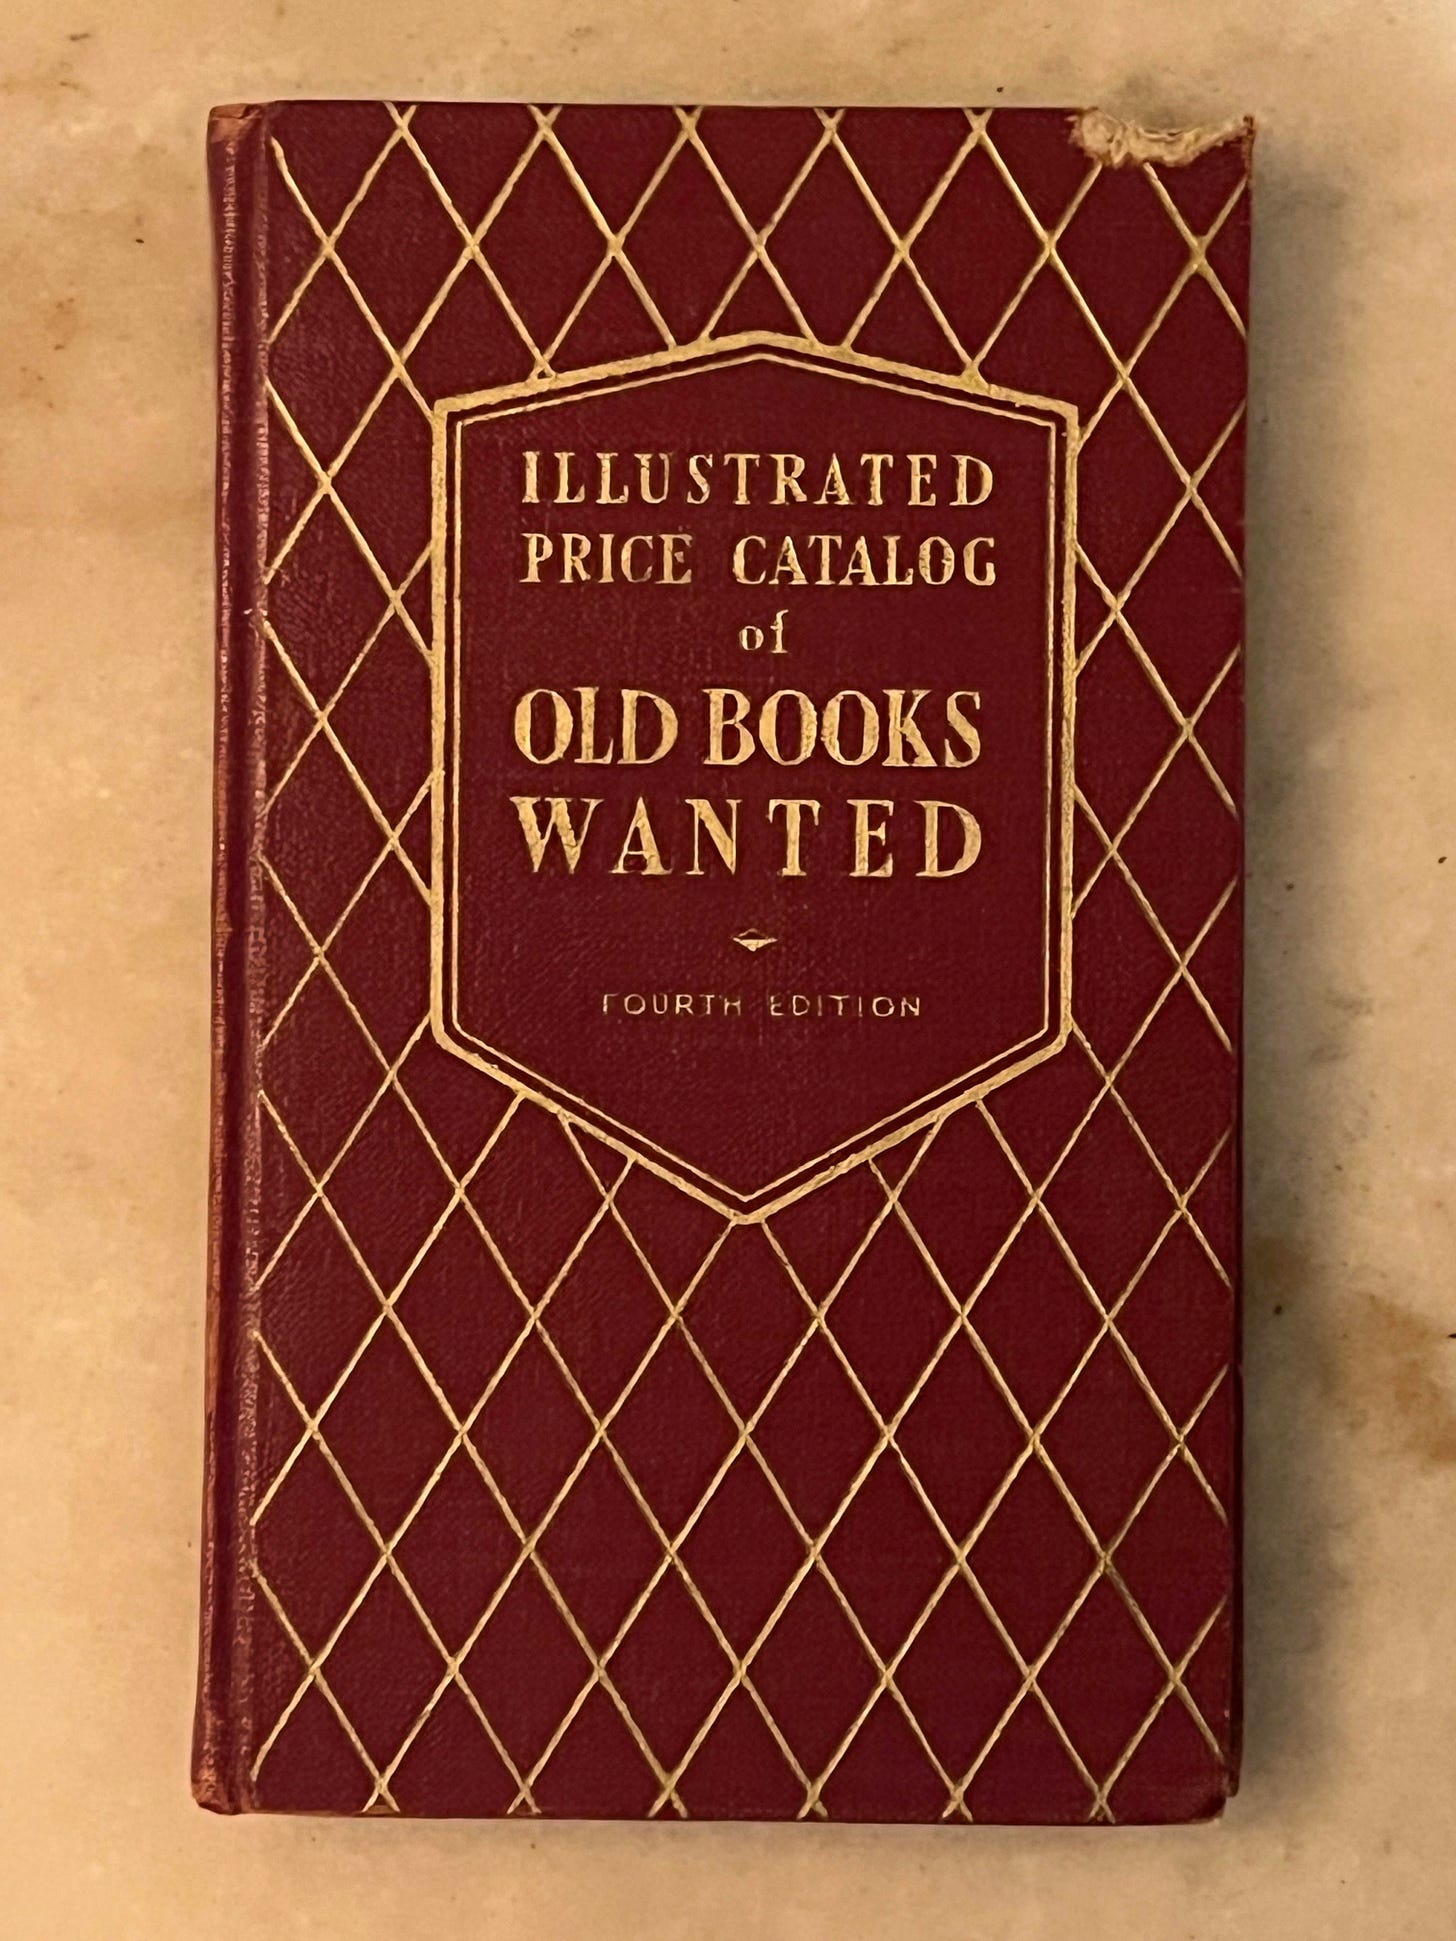 ILLUSTRATED
PRICE CATALOG
of
OLD BOOKS
WANTED
FOURTH EDITION